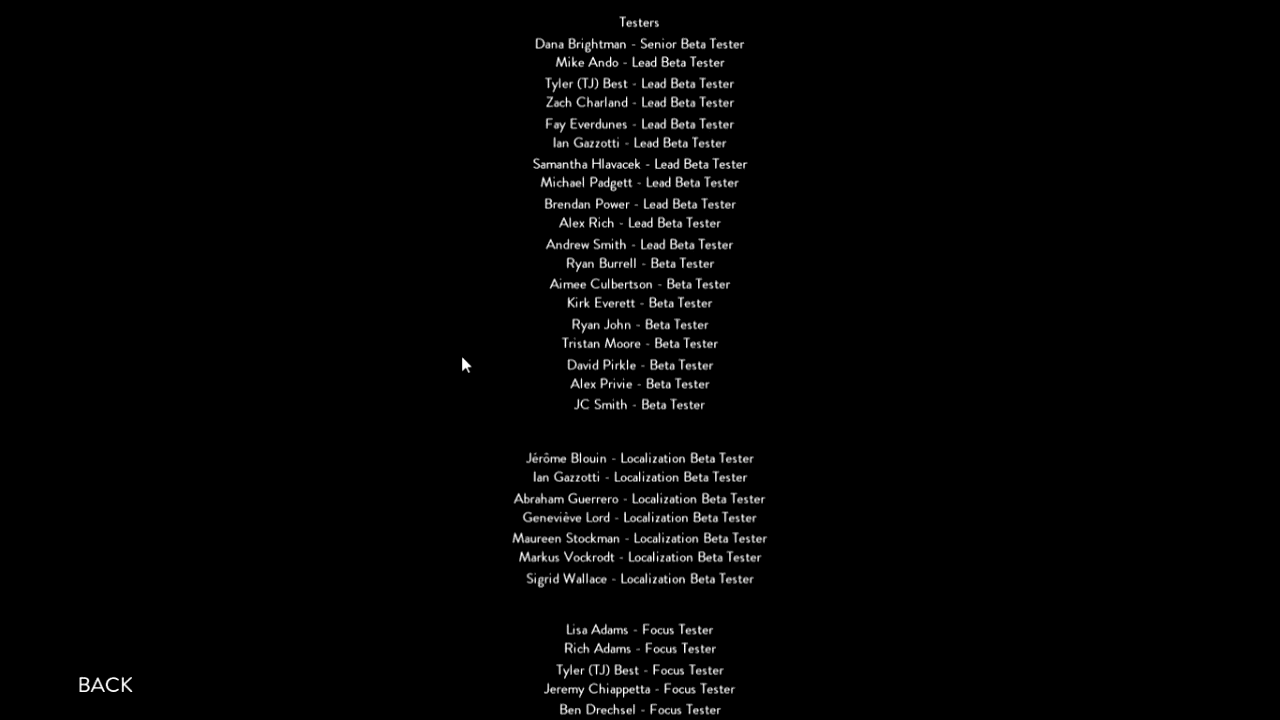 Testers
Dana Brightman - Senior Beta Tester
Mike Ando - Lead Beta Tester
Tyler (TJ) Best - Lead Beta Tester
Zach Charland - Lead Beta Tester
Fay Everdunes - Lead Beta Tester
Ian Gazzotti - Lead Beta Tester
Samantha Hlavacek - Lead Beta Tester
Michael Padgett - Lead Beta Tester
Brendan Power - Lead Beta Tester
Alex Rich - Lead Beta Tester
Andrew Smith - Lead Beta Tester
Ryan Burrell - Beta Tester
Aimee Culbertson - Beta Tester
Kirk Everett - Beta Tester
Ryan John - Beta Tester
Tristan Moore - Beta Tester
David Pirkle - Beta Tester
Alex Privie - Beta Tester
JC Smith - Beta Tester
Jérôme Blouin - Localization Beta Tester
Ian Gazzotti - Localization Beta Tester
Abraham Guerrero - Localization Beta Tester
Geneviève Lord - Localization Beta Tester
Maureen Stockman - Localization Beta Tester
Markus Vockrodt - Localization Beta Tester
Sigrid Wallace - Localization Beta Tester
Lisa Adams - Focus Tester
Rich Adams - Focus Tester
Tyler (TJ) Best - Focus Tester
Jeremy Chiappetta - Focus Tester
Ben Drechsel - Focus Tester
BACK